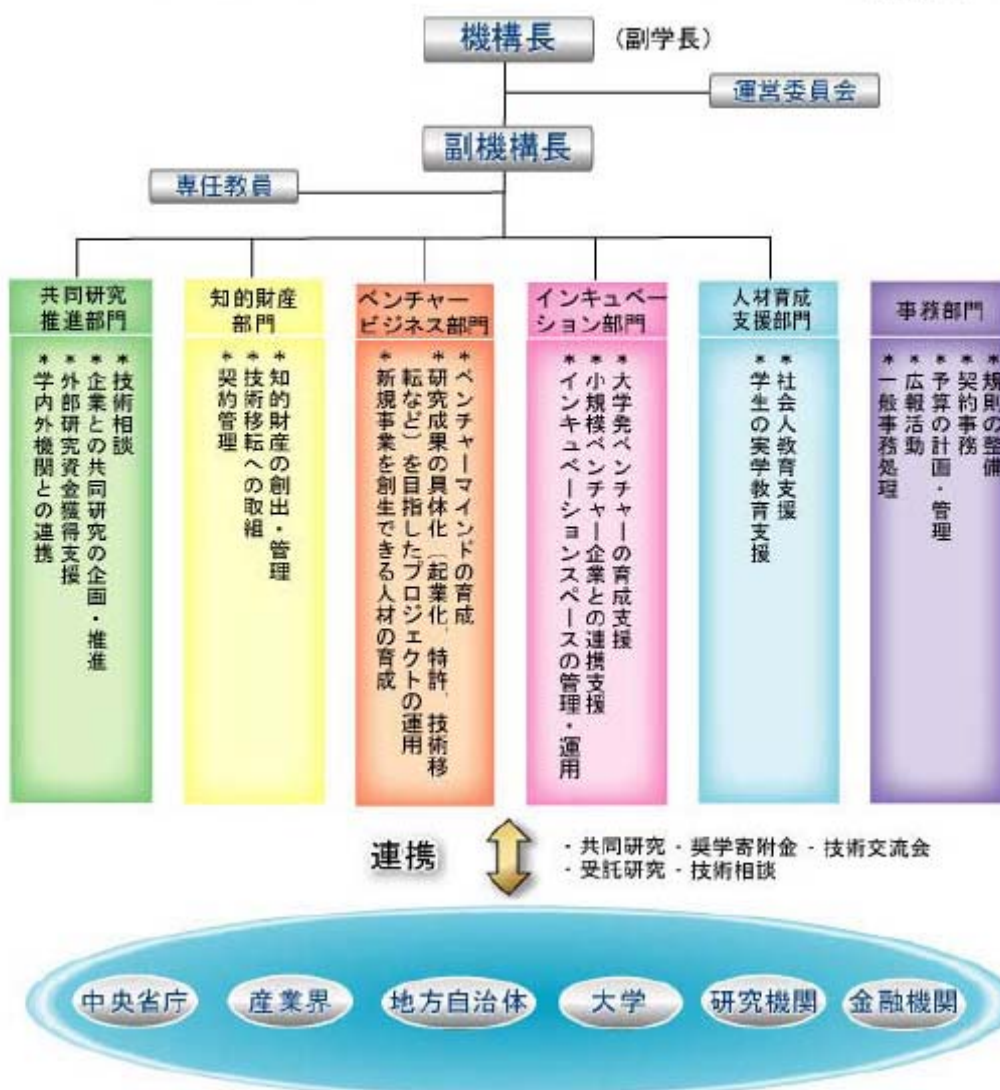 機構長
(副学長)
運営委員会
副機構長
専任教員
共同研究
推進部門
* 技術相談
* 企業との共同研究の企画・推進
* 外部研究資金獲得支援
* 学内外機関との連携
知的財産
部門
* 知的財産の創出・管理
* 技術移転への取組
* 契約管理
ベンチャー
ビジネス部門
* ベンチャーマインドの育成
* 研究成果の具体化(起業化、特許、技術移
転など)を目指したプロジェクトの運用
* 新規事業を創生できる人材の育成
インキュベー
ション部門
* 大学発ベンチャーの育成支援
* 小規模ベンチャー企業との連携支援
* インキュベーションスペースの管理・運用
人材育成
支援部門
* 社会人教育支援
* 学生の実学教育支援
事務部門
* 規則の整備
* 契約事務
* 予算の計画・管理
* 広報活動
* 一般事務処理
連携
・共同研究・奨学寄附金・技術交流会
・受託研究・技術相談
中央省庁
産業界
地方自治体
大学
研究機関
金融機関